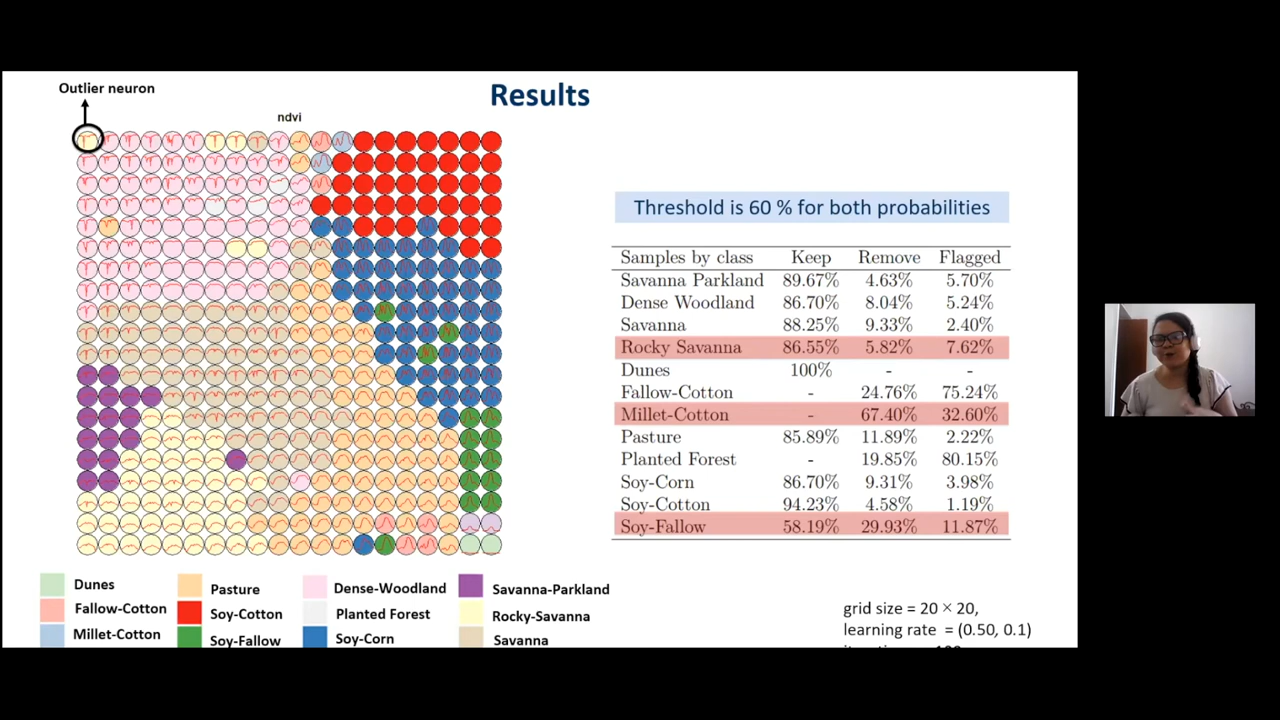 Results
Outlier neuron
ndvi
Threshold is 60 % for both probabilities
Samples by class Keep Remove Flagged
Savanna Parkland 89.67% 4.63% 5.70%
Dense Woodland 86.70% 8.04% 5.24%
Savanna 88.25% 9.33% 2.40%
Rocky Savanna 86.55% 5.82% 7.62%
Dunes 100% - -
Fallow-Cotton - 24.76% 75.24%
Millet-Cotton - 67.40% 32.60%
Pasture 85.89% 11.89% 2.22%
Planted Forest - 19.85% 80.15%
Soy-Corn 86.70% 9.31% 3.98%
Soy-Cotton 94.23% 4.58% 1.19%
Soy-Fallow 58.19% 29.93% 11.87%
Dunes Pasture Dense-Woodland Savanna-Parkland
Fallow-Cotton Soy-Cotton Planted Forest Rocky-Savanna
Millet-Cotton Soy-Fallow Soy-Corn Savanna
grid size = 20 × 20,
learning rate = (0.50, 0.1)